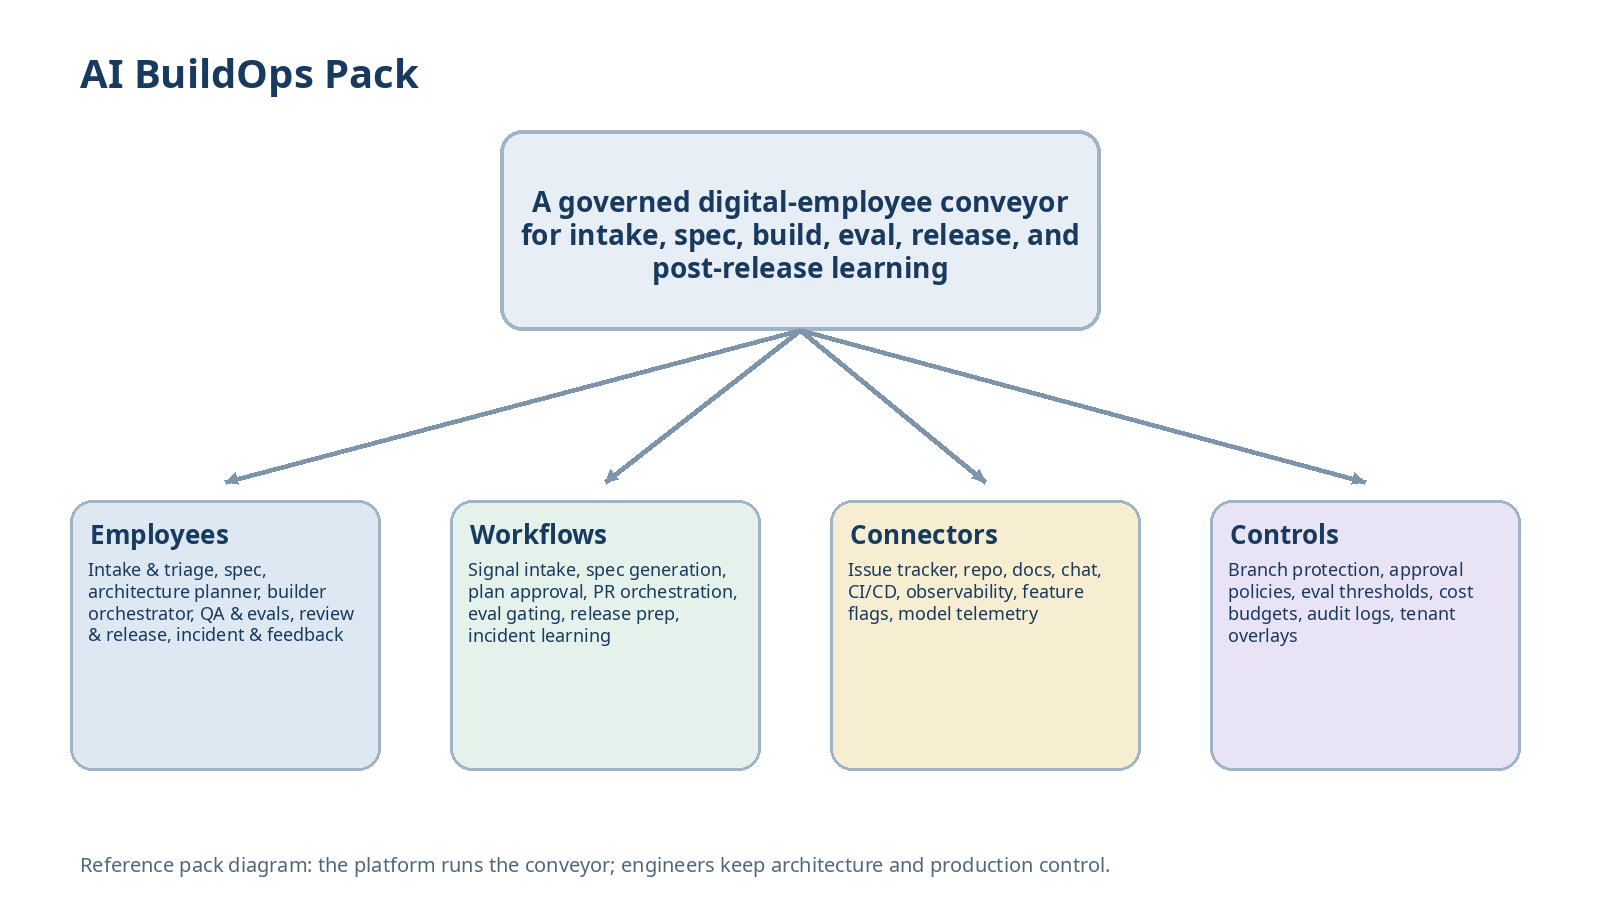 AI BuildOps Pack
A governed digital-employee conveyor
for intake, spec, build, eval, release, and
post-release learning
Employees
Intake & triage, spec,
architecture planner, builder
orchestrator, QA & evals, review
& release, incident & feedback
Workflows
Signal intake, spec generation,
plan approval, PR orchestration,
eval gating, release prep,
incident learning
Connectors
Issue tracker, repo, docs, chat,
CI/CD, observability, feature
flags, model telemetry
Controls
Branch protection, approval
policies, eval thresholds, cost
budgets, audit logs, tenant
overlays
Reference pack diagram: the platform runs the conveyor; engineers keep architecture and production control.